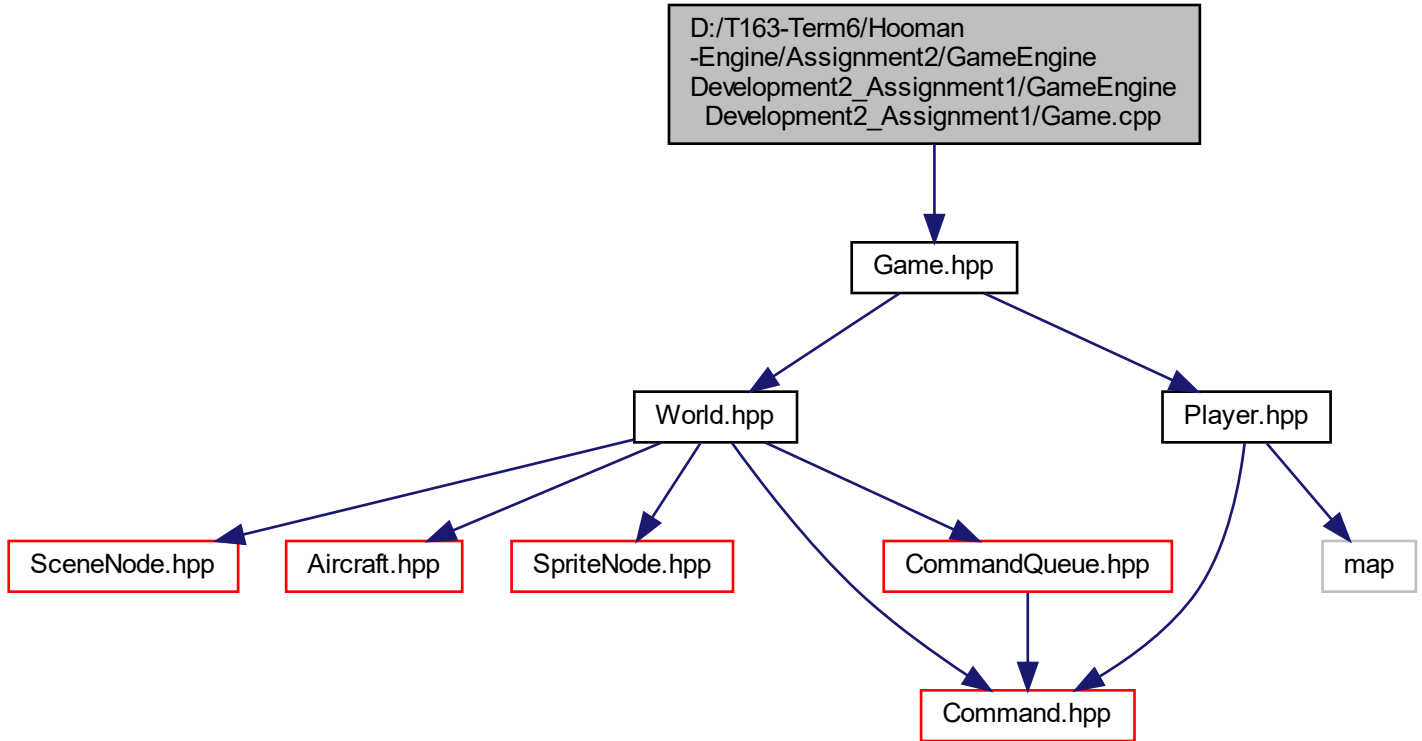 D:/T163-Term6/Hooman
-Engine/Assignment2/GameEngine
Development2_Assignment1/GameEngine
Development2_Assignment1/Game.cpp
Game.hpp
World.hpp
Player.hpp
SceneNode.hpp
Aircraft.hpp
SpriteNode.hpp
CommandQueue.hpp
map
Command.hpp